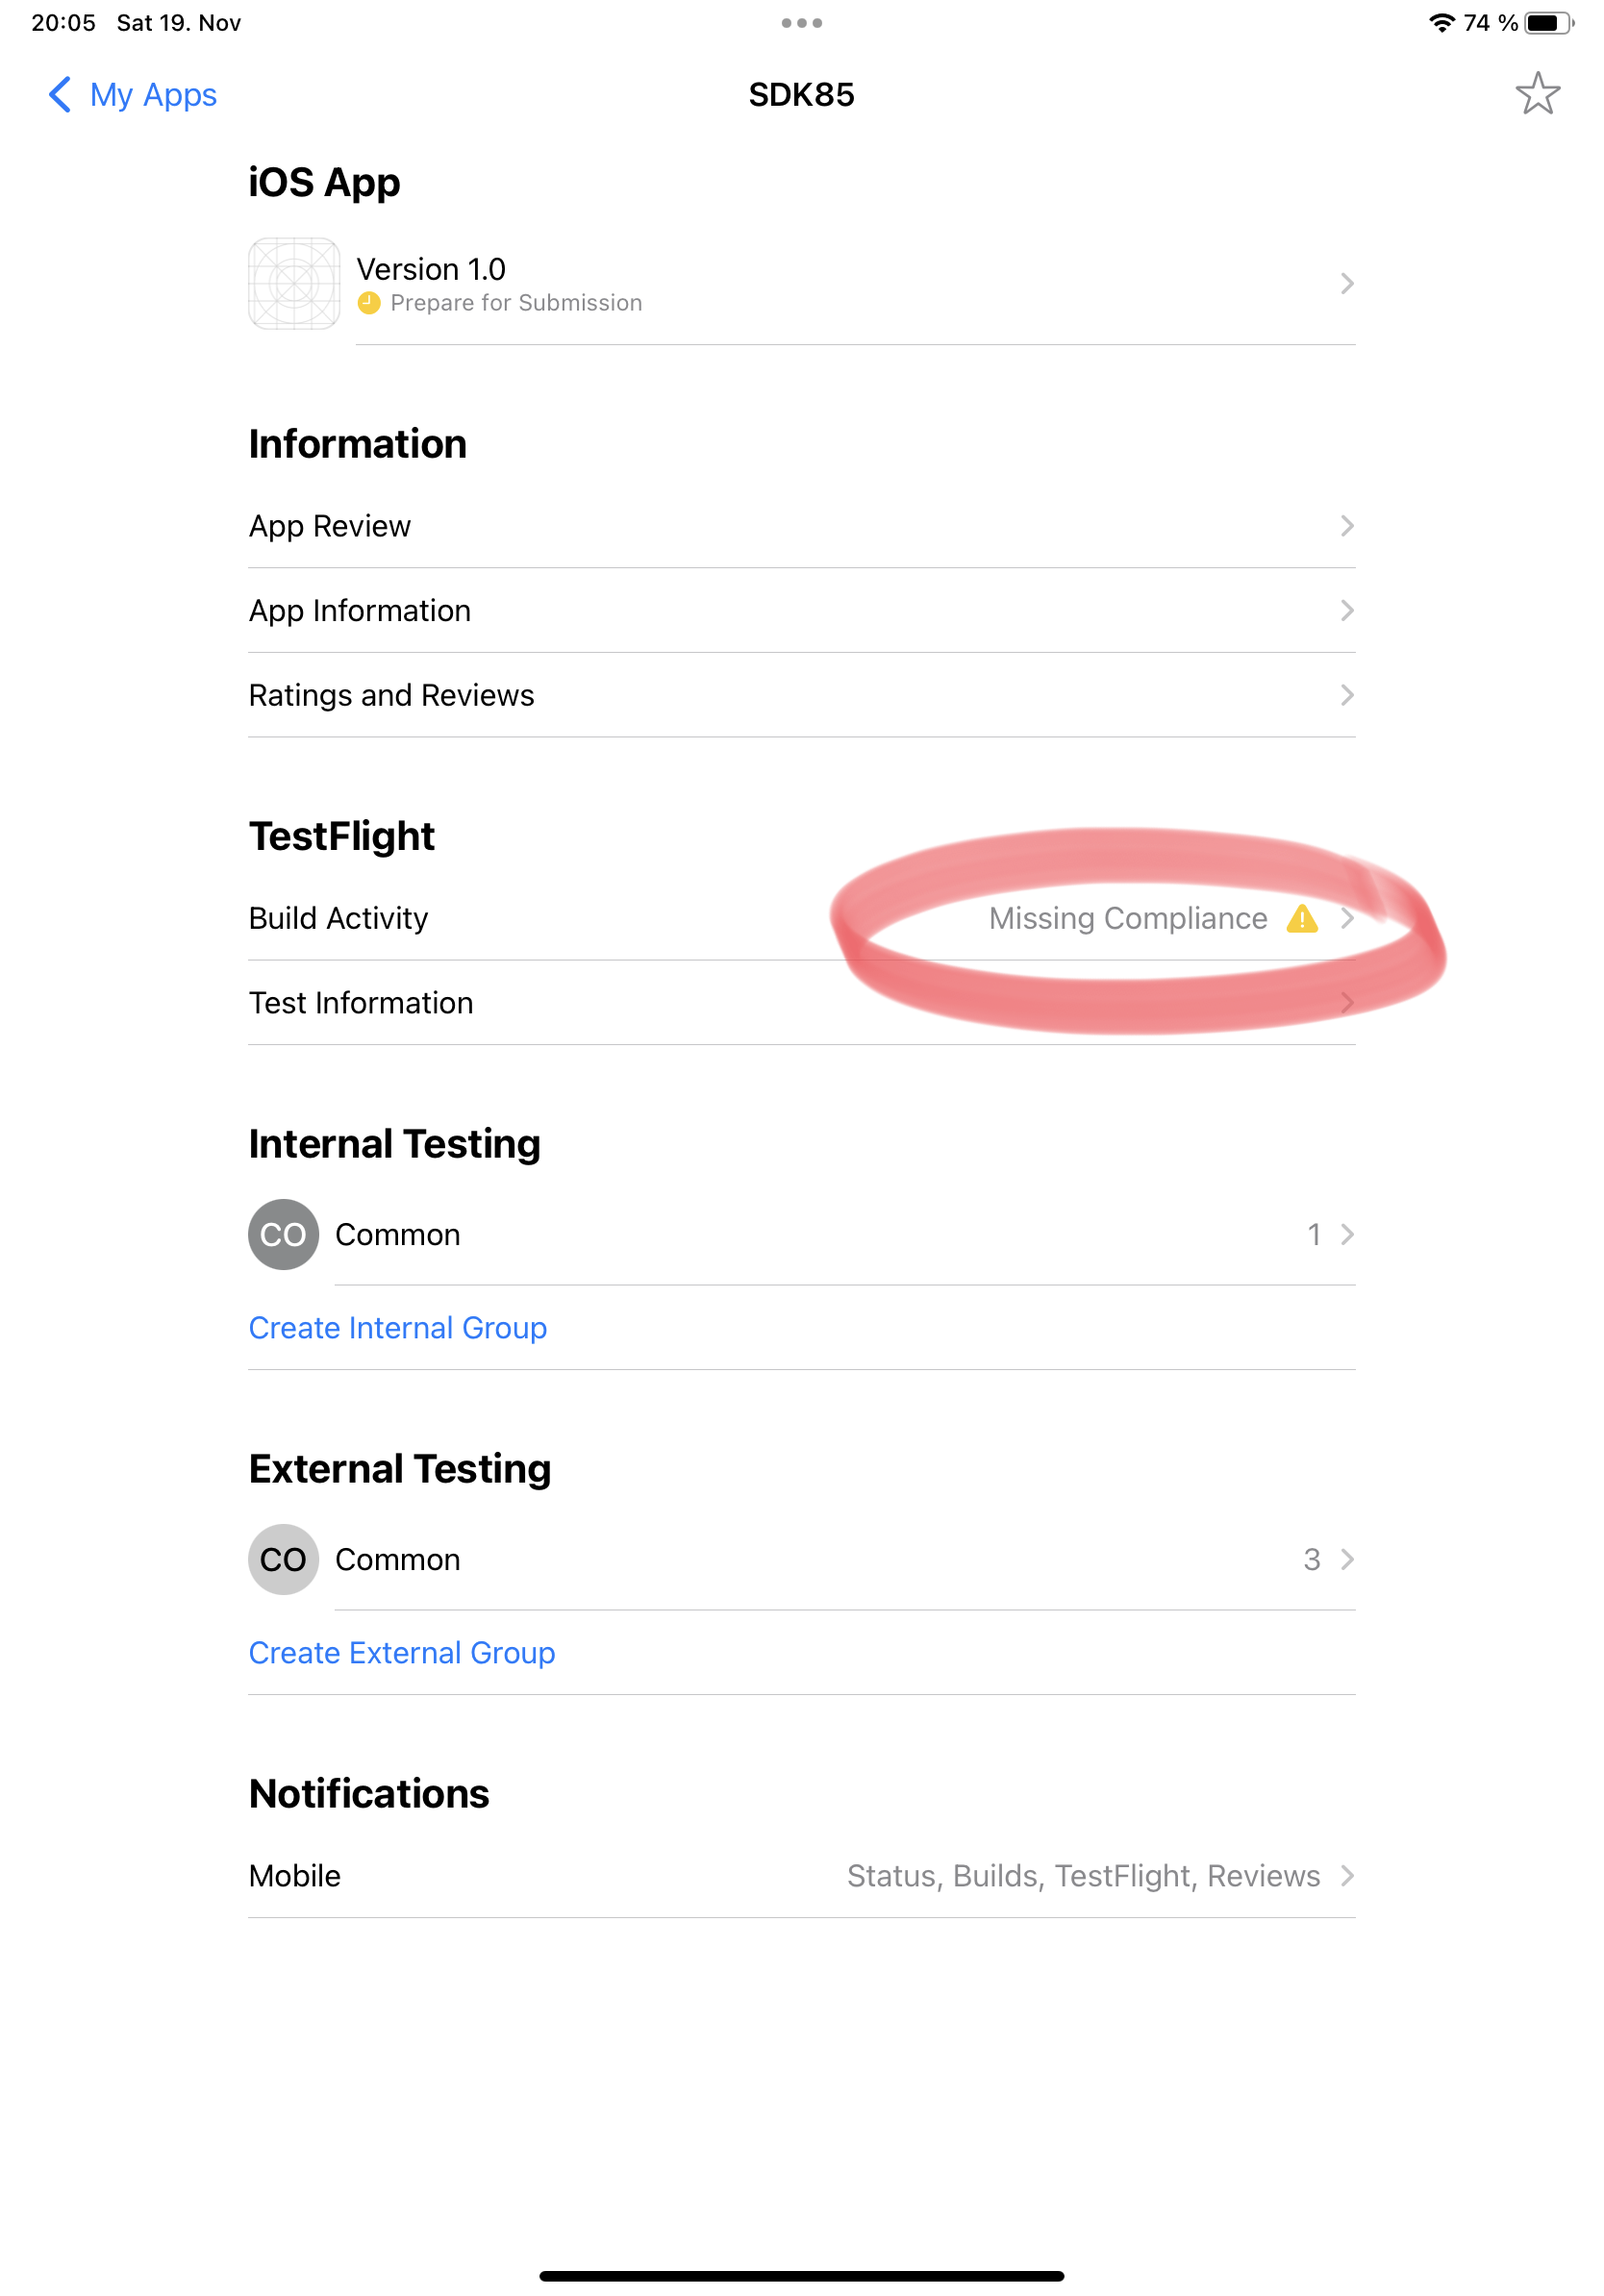 20:05 Sat 19. Nov
74 %
My Apps
SDK85
iOS App
Version 1.0
Prepare for Submission
Information
App Review
App Information
Ratings and Reviews
TestFlight
Build Activity Missing Compliance
Test Information
Internal Testing
CO Common 1
Create Internal Group
External Testing
CO Common 3
Create External Group
Notifications
Mobile Status, Builds, TestFlight, Reviews